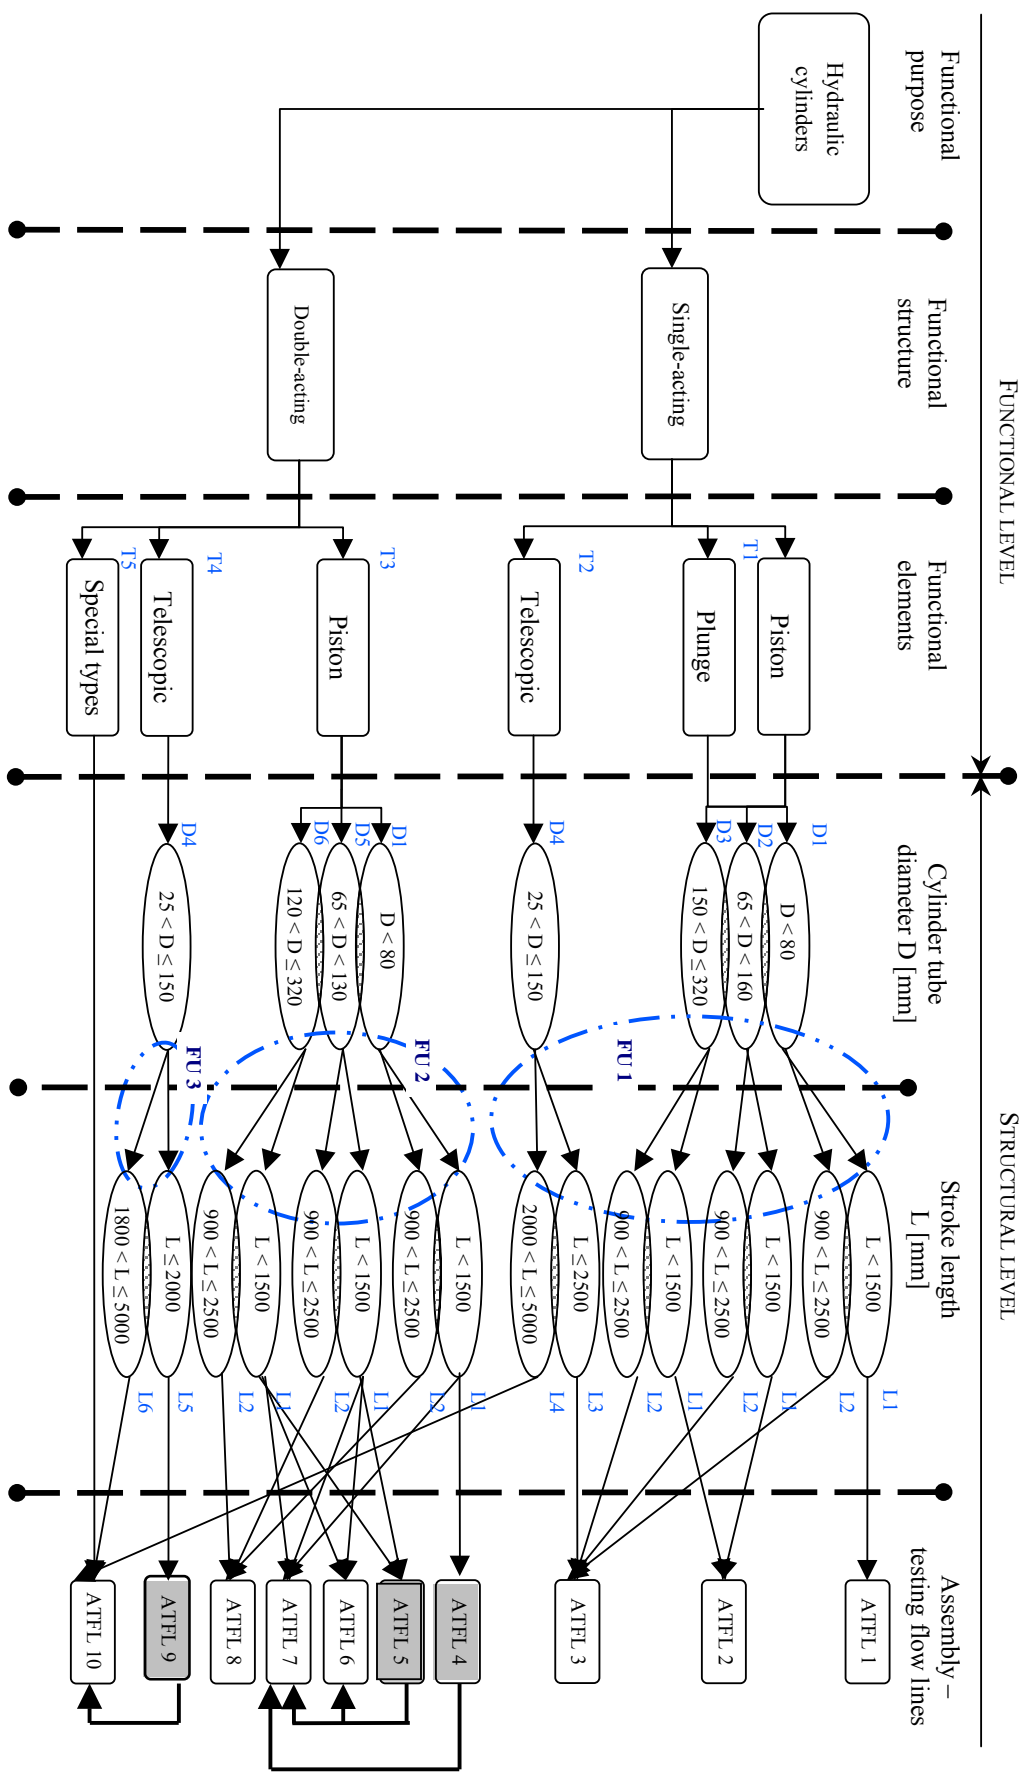 FUNCTIONAL LEVEL
STRUCTURAL LEVEL
Functional
purpose
Functional
structure
Functional
elements
Cylinder tube
diameter D [mm]
Stroke length
L [mm]
Assembly –
testing flow lines
Hydraulic
cylinders
Single-acting
Double-acting
T1
Piston
Plunge
T2
Telescopic
T3
Piston
T4
Telescopic
T5
Special types
D1
D < 80
D2
65 < D < 160
D3
150 < D ≤ 320
D4
25 < D ≤ 150
D1
D < 80
D5
65 < D < 130
D6
120 < D ≤ 320
D4
25 < D ≤ 150
FU 1
FU 2
FU 3
L < 1500
L1
900 < L ≤ 2500
L2
L < 1500
L1
900 < L ≤ 2500
L2
L < 1500
L1
900 < L ≤ 2500
L2
L ≤ 2500
L3
2000 < L ≤ 5000
L4
L < 1500
L1
900 < L ≤ 2500
L2
L < 1500
L1
900 < L ≤ 2500
L2
L < 1500
L1
900 < L ≤ 2500
L2
L ≤ 2000
L5
1800 < L ≤ 5000
L6
ATFL 1
ATFL 2
ATFL 3
ATFL 4
ATFL 5
ATFL 6
ATFL 7
ATFL 8
ATFL 9
ATFL 10